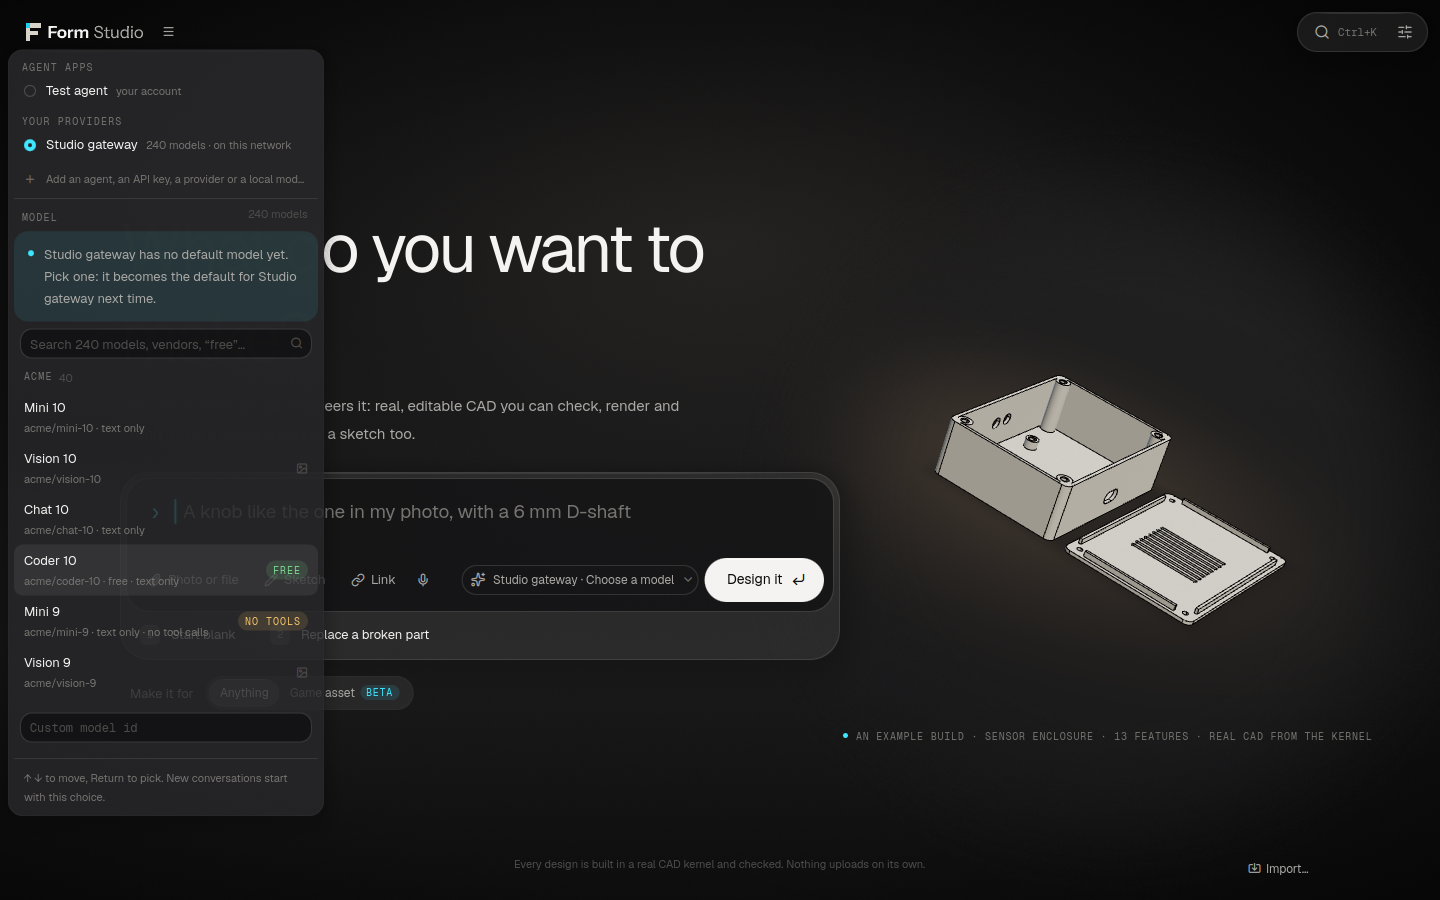 Form Studio
Ctrl+K
AGENT APPS
Test agent your account
YOUR PROVIDERS
Studio gateway 240 models · on this network
+ Add an agent, an API key, a provider or a local mod…
MODEL 240 models
Studio gateway has no default model yet.
Pick one: it becomes the default for Studio
gateway next time.
Search 240 models, vendors, “free”…
ACME 40
Mini 10
acme/mini-10 · text only
Vision 10
acme/vision-10
Chat 10
acme/chat-10 · text only
Coder 10
acme/coder-10 · free · text only
FREE
Mini 9
acme/mini-9 · text only · no tool calls
NO TOOLS
Vision 9
acme/vision-9
Custom model id
↑↓ to move, Return to pick. New conversations start
with this choice.
o you want to
eers it: real, editable CAD you can check, render and
a sketch too.
A knob like the one in my photo, with a 6 mm D-shaft
Photo or file
Sketch
Link
Studio gateway · Choose a model
Design it
Start blank
Replace a broken part
Make it for
Anything
Game asset BETA
AN EXAMPLE BUILD · SENSOR ENCLOSURE · 13 FEATURES · REAL CAD FROM THE KERNEL
Every design is built in a real CAD kernel and checked. Nothing uploads on its own.
Import…